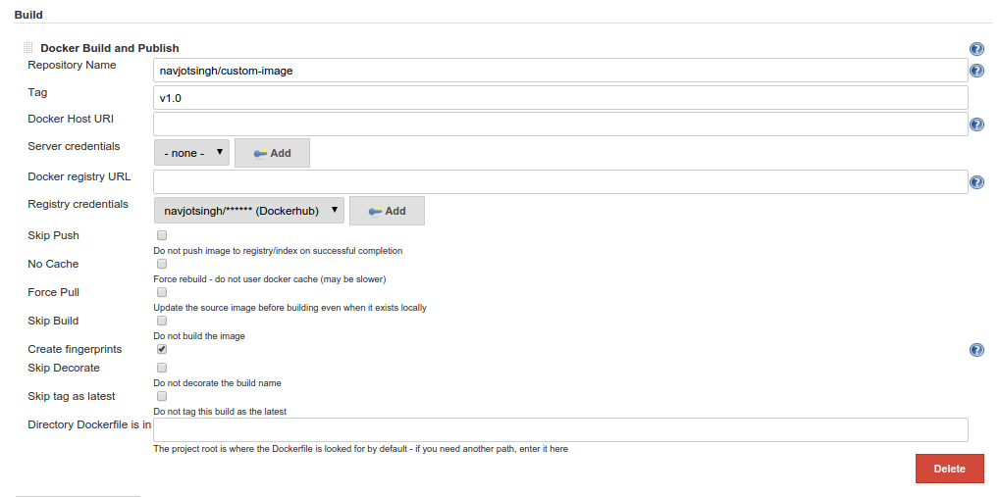 Build
Docker Build and Publish
Repository Name
navjotsingh/custom-image
Tag
v1.0
Docker Host URI
Server credentials
- none -
Add
Docker registry URL
Registry credentials
navjotsingh/****** (Dockerhub)
Add
Skip Push
Do not push image to registry/index on successful completion
No Cache
Force rebuild - do not user docker cache (may be slower)
Force Pull
Update the source image before building even when it exists locally
Skip Build
Do not build the image
Create fingerprints
Skip Decorate
Do not decorate the build name
Skip tag as latest
Do not tag this build as the latest
Directory Dockerfile is in
The project root is where the Dockerfile is looked for by default - if you need another path, enter it here
Delete